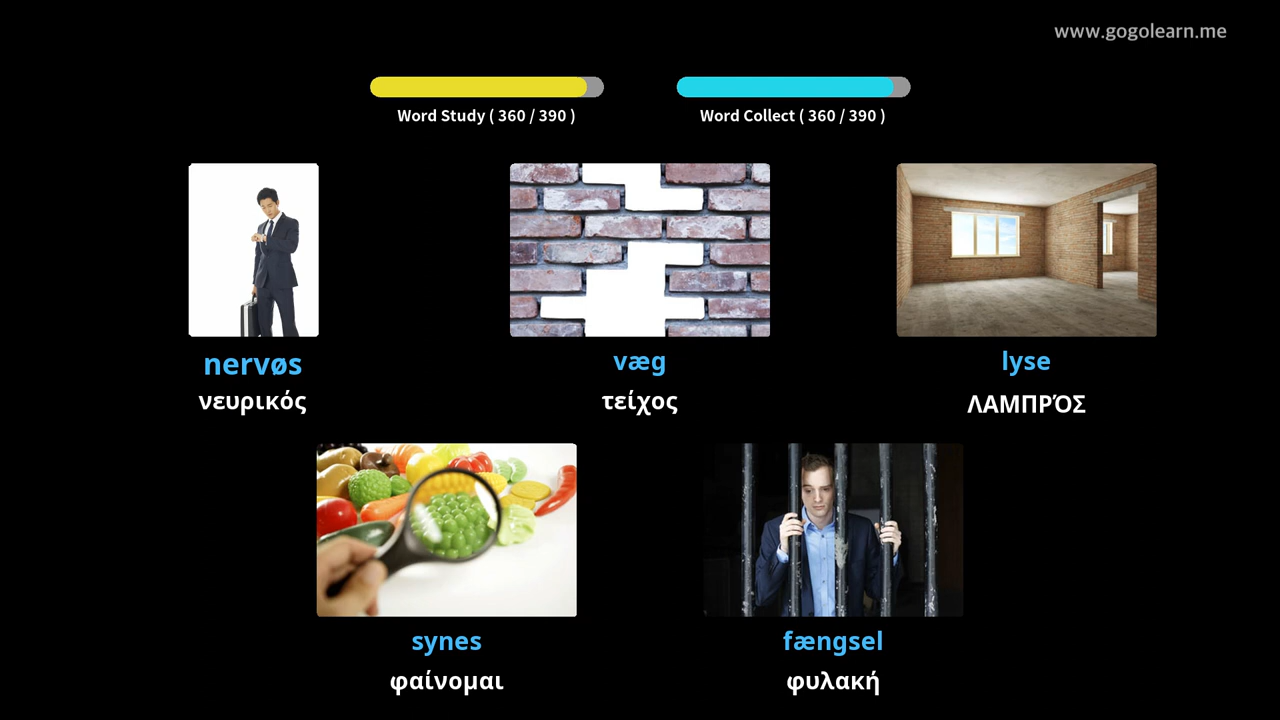 www.gogolearn.me
Word Study ( 360 / 390 )
Word Collect ( 360 / 390 )
nervøs
νευρικός
væg
τείχος
lyse
ΛΑΜΠΡΌΣ
synes
φαίνομαι
fængsel
φυλακή